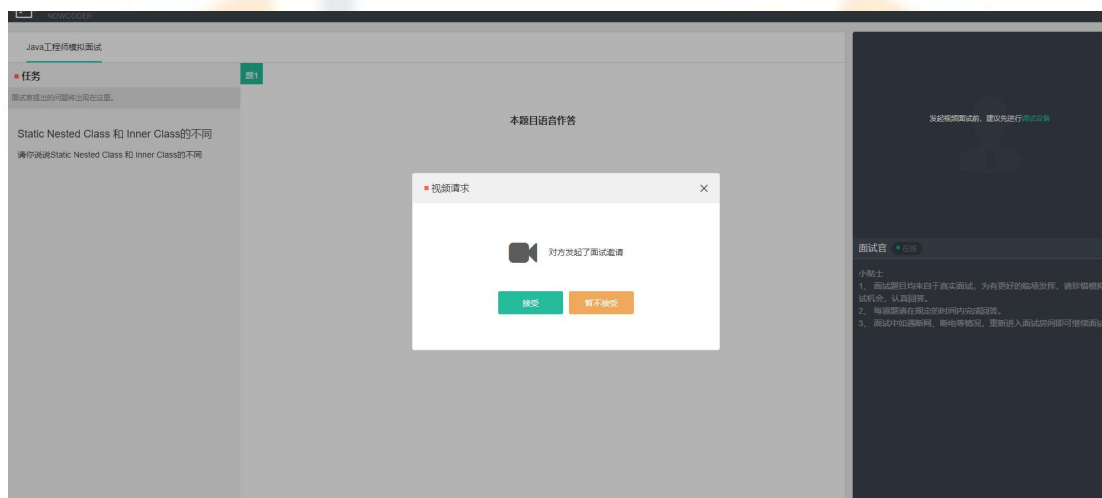 NOWCODER
Java工程师模拟面试
任务
面试官提出的问题将出现在这里。
题1
Static Nested Class 和 Inner Class的不同
请你说说Static Nested Class 和 Inner Class的不同
本题目语音作答
视频请求
×
对方发起了面试邀请
接受
暂不接受
发起视频面试前，建议先进行调试设备
面试官
在线
小贴士
1、 面试题目均来自于真实面试，为有更好的临场发挥，请珍惜模拟
试机会，认真回答。
2、 每道题请在规定的时间内完成回答。
3、 面试中如遇断网、断电等情况，重新进入面试房间即可继续面试